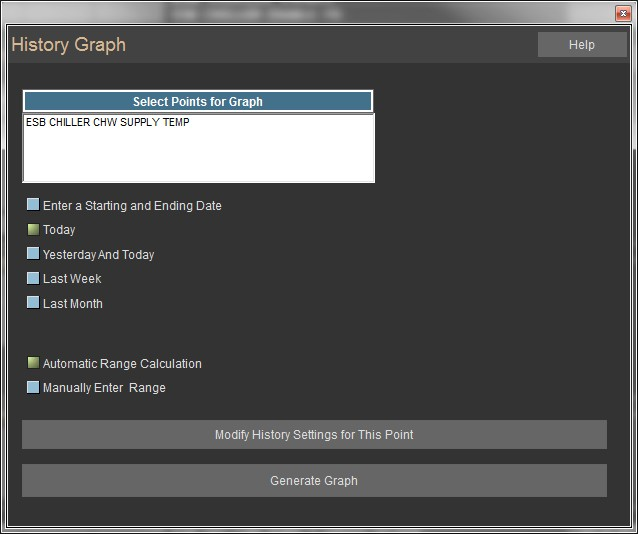 History Graph
Help
Select Points for Graph
ESB CHILLER CHW SUPPLY TEMP
Enter a Starting and Ending Date
Today
Yesterday And Today
Last Week
Last Month
Automatic Range Calculation
Manually Enter Range
Modify History Settings for This Point
Generate Graph